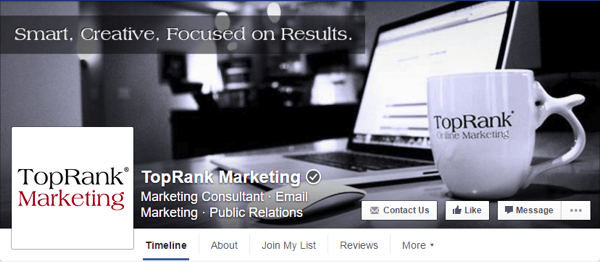 Smart, Creative, Focused on Results.
TopRank®
Online Marketing
TopRank®
Marketing
TopRank Marketing
Marketing Consultant · Email
Marketing · Public Relations
Contact Us
Like
Message
Timeline
About
Join My List
Reviews
More